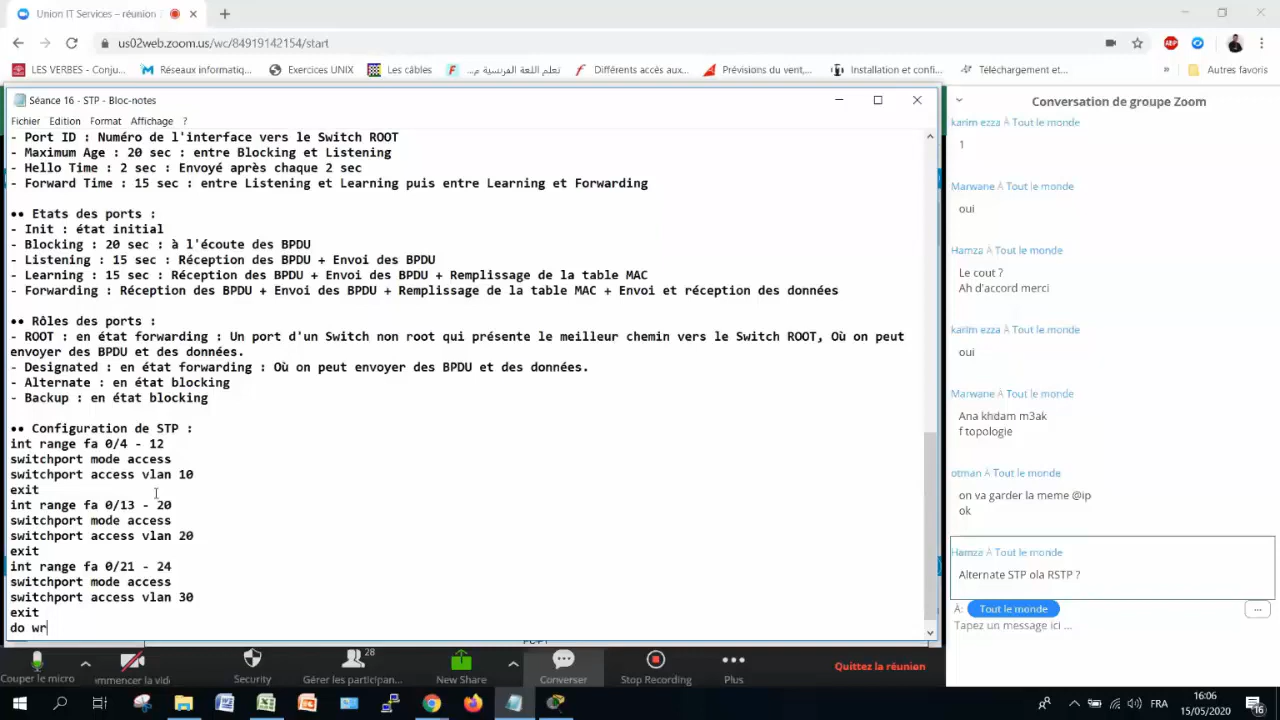 Union IT Services – réunion
us02web.zoom.us/wc/84919142154/start
LES VERBES - Conju...
Réseaux informatiq...
Exercices UNIX
Les câbles
تعلم اللغة الفرنسية م...
Différents accès aux...
Prévisions du vent,...
Installation et confi...
Téléchargement et...
»
Autres favoris
Séance 16 - STP - Bloc-notes
Fichier Edition Format Affichage ?
- Port ID : Numéro de l'interface vers le Switch ROOT
- Maximum Age : 20 sec : entre Blocking et Listening
- Hello Time : 2 sec : Envoyé après chaque 2 sec
- Forward Time : 15 sec : entre Listening et Learning puis entre Learning et Forwarding
•• Etats des ports :
- Init : état initial
- Blocking : 20 sec : à l'écoute des BPDU
- Listening : 15 sec : Réception des BPDU + Envoi des BPDU
- Learning : 15 sec : Réception des BPDU + Envoi des BPDU + Remplissage de la table MAC
- Forwarding : Réception des BPDU + Envoi des BPDU + Remplissage de la table MAC + Envoi et réception des données
•• Rôles des ports :
- ROOT : en état forwarding : Un port d'un Switch non root qui présente le meilleur chemin vers le Switch ROOT, Où on peut
envoyer des BPDU et des données.
- Designated : en état forwarding : Où on peut envoyer des BPDU et des données.
- Alternate : en état blocking
- Backup : en état blocking
•• Configuration de STP :
int range fa 0/4 - 12
switchport mode access
switchport access vlan 10
exit
int range fa 0/13 - 20
switchport mode access
switchport access vlan 20
exit
int range fa 0/21 - 24
switchport mode access
switchport access vlan 30
exit
do wr
Conversation de groupe Zoom
karim ezza À Tout le monde
1
Marwane À Tout le monde
oui
Hamza À Tout le monde
Le cout ?
Ah d'accord merci
karim ezza À Tout le monde
oui
Marwane À Tout le monde
Ana khdam m3ak
f topologie
otman À Tout le monde
on va garder la meme @ip
ok
Hamza À Tout le monde
Alternate STP ola RSTP ?
À: Tout le monde ...
Tapez un message ici ...
28
Couper le micro
ommencer la vid
Security
Gérer les participan...
New Share
Converser
Stop Recording
Plus
Quittez la réunion
FRA
16:06
15/05/2020
16